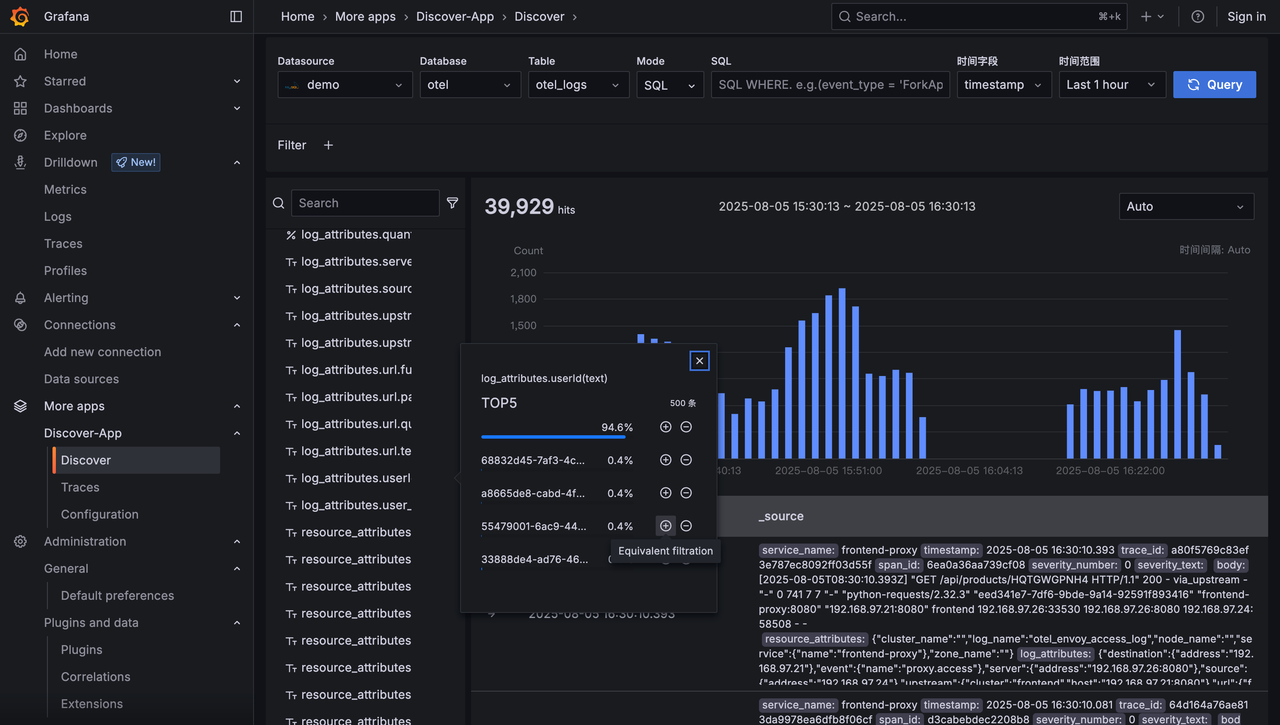 Grafana
Home › More apps › Discover-App › Discover ›
Search... ⌘+k
Sign in
Home
Starred
Dashboards
Explore
Drilldown New!
Metrics
Logs
Traces
Profiles
Alerting
Connections
Add new connection
Data sources
More apps
Discover-App
Discover
Traces
Configuration
Administration
General
Default preferences
Plugins and data
Plugins
Correlations
Extensions
Datasource Database Table Mode SQL 时间字段 时间范围
demo otel otel_logs SQL SQL WHERE. e.g.(event_type = 'ForkAp timestamp Last 1 hour Query
Filter +
Search
log_attributes.quan
log_attributes.serve
log_attributes.sourc
log_attributes.upstr
log_attributes.upstr
log_attributes.url.fu
log_attributes.url.pa
log_attributes.url.qu
log_attributes.url.te
log_attributes.userI
log_attributes.user_
resource_attributes
resource_attributes
resource_attributes
resource_attributes
resource_attributes
resource_attributes
resource_attributes
resource_attributes
39,929 hits
2025-08-05 15:30:13 ~ 2025-08-05 16:30:13
Auto
Count
时间间隔: Auto
2,100
1,800
1,500
40:13 2025-08-05 15:51:00 2025-08-05 16:04:13 2025-08-05 16:22:00
log_attributes.userId(text)
TOP5 500 条
94.6%
68832d45-7af3-4c... 0.4%
a8665de8-cabd-4f... 0.4%
55479001-6ac9-44... 0.4%
33888de4-ad76-46...
Equivalent filtration
_source
2025-08-05 16:30:10.393
service_name: frontend-proxy timestamp: 2025-08-05 16:30:10.393 trace_id: a80f5769c83ef
3e787ec8092ff03d55f span_id: 6ea0a36aa739cf08 severity_number: 0 severity_text: body:
[2025-08-05T08:30:10.393Z] "GET /api/products/HQTGWGPNH4 HTTP/1.1" 200 - via_upstream -
"-" 0 741 7 7 "-" "python-requests/2.32.3" "eed341e7-7df6-9bde-9a14-92591f893416" "frontend-
proxy:8080" "192.168.97.21:8080" frontend 192.168.97.26:33530 192.168.97.26:8080 192.168.97.24:
58508 - -
resource_attributes: {"cluster_name":"","log_name":"otel_envoy_access_log","node_name":"","se
rvice":{"name":"frontend-proxy"},"zone_name":""} log_attributes: {"destination":{"address":"192.
168.97.21"},"event":{"name":"proxy.access"},"server":{"address":"192.168.97.26:8080"},"source":
{"address":"192.168.97.24"},"upstream":{"cluster":"frontend","host":"192.168.97.21:8080"},"url":{"f
service_name: frontend-proxy timestamp: 2025-08-05 16:30:10.081 trace_id: 64d164a76ae81
3da9978ea6dfb8f06cf span_id: d3cabebdec2208b8 severity_number: 0 severity_text: bod